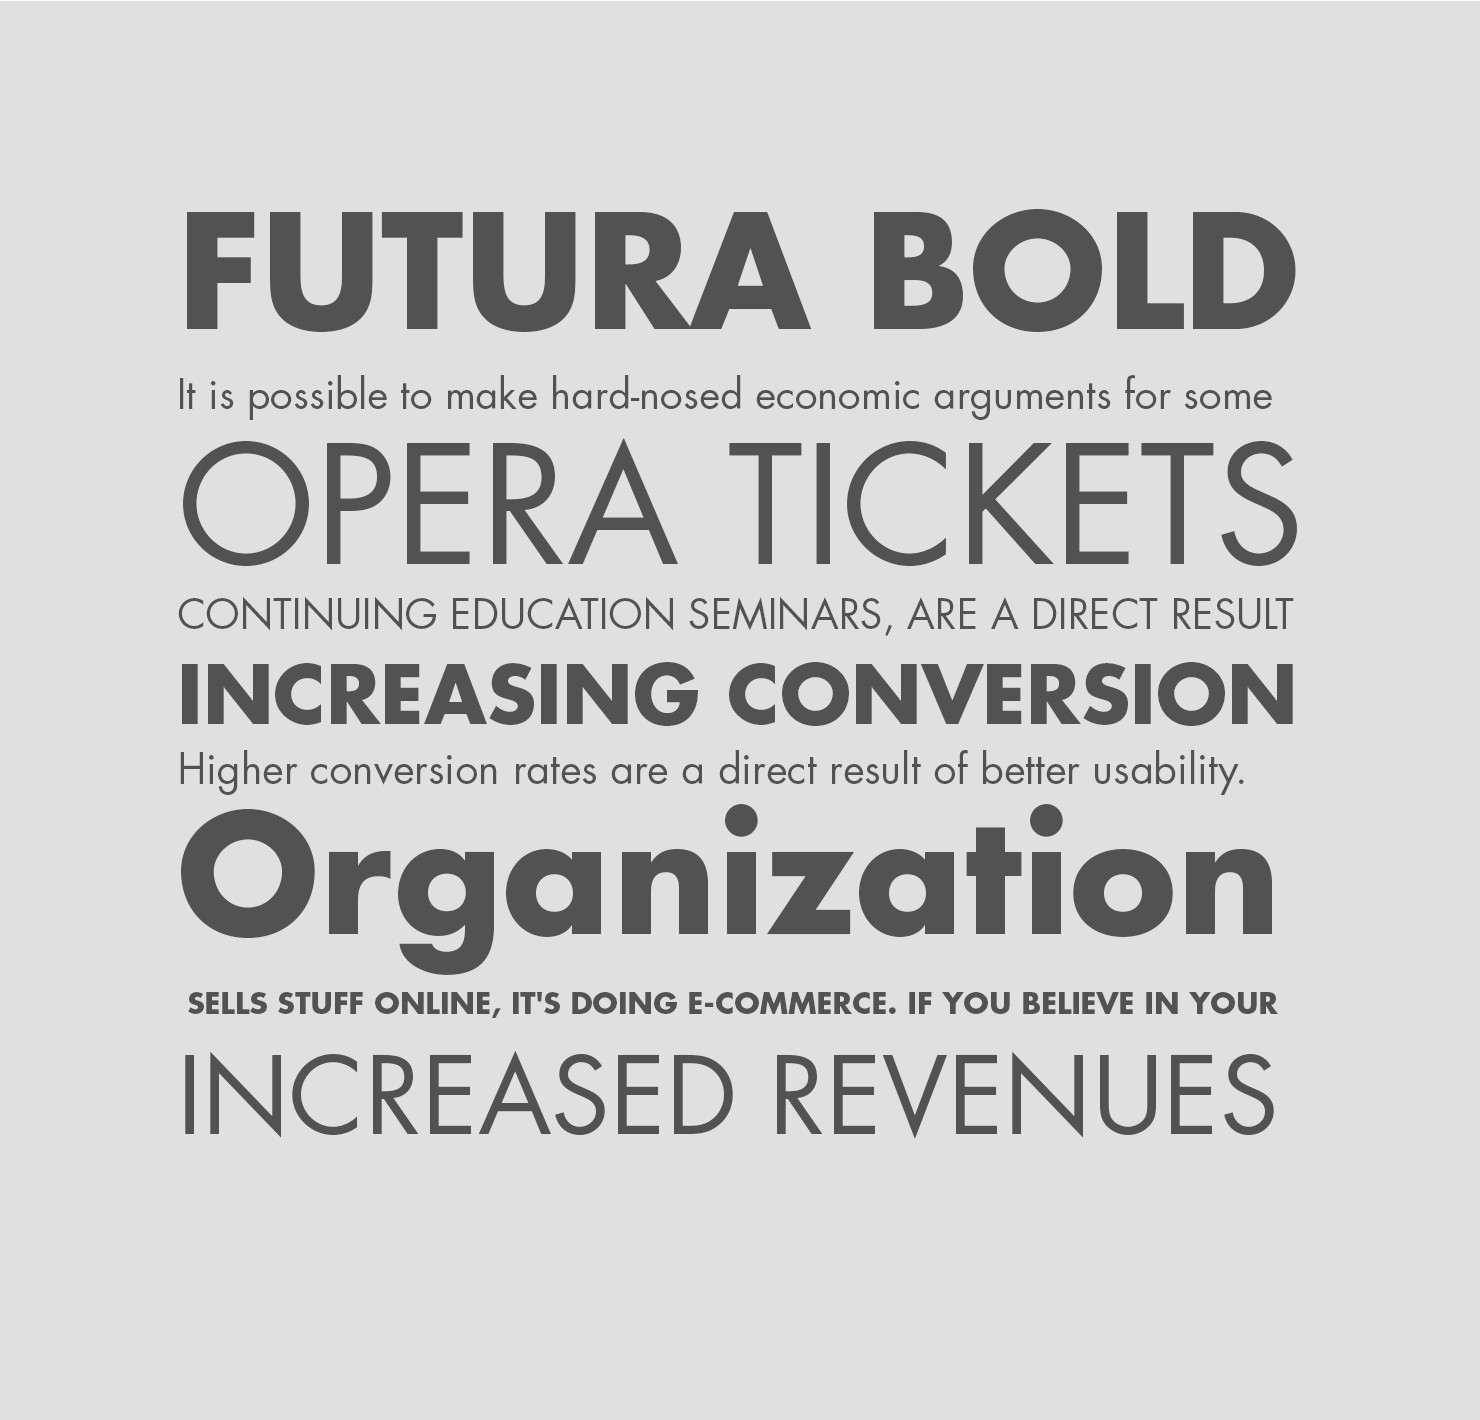 FUTURA BOLD
It is possible to make hard-nosed economic arguments for some
OPERA TICKETS
CONTINUING EDUCATION SEMINARS, ARE A DIRECT RESULT
INCREASING CONVERSION
Higher conversion rates are a direct result of better usability.
Organization
SELLS STUFF ONLINE, IT'S DOING E-COMMERCE. IF YOU BELIEVE IN YOUR
INCREASED REVENUES